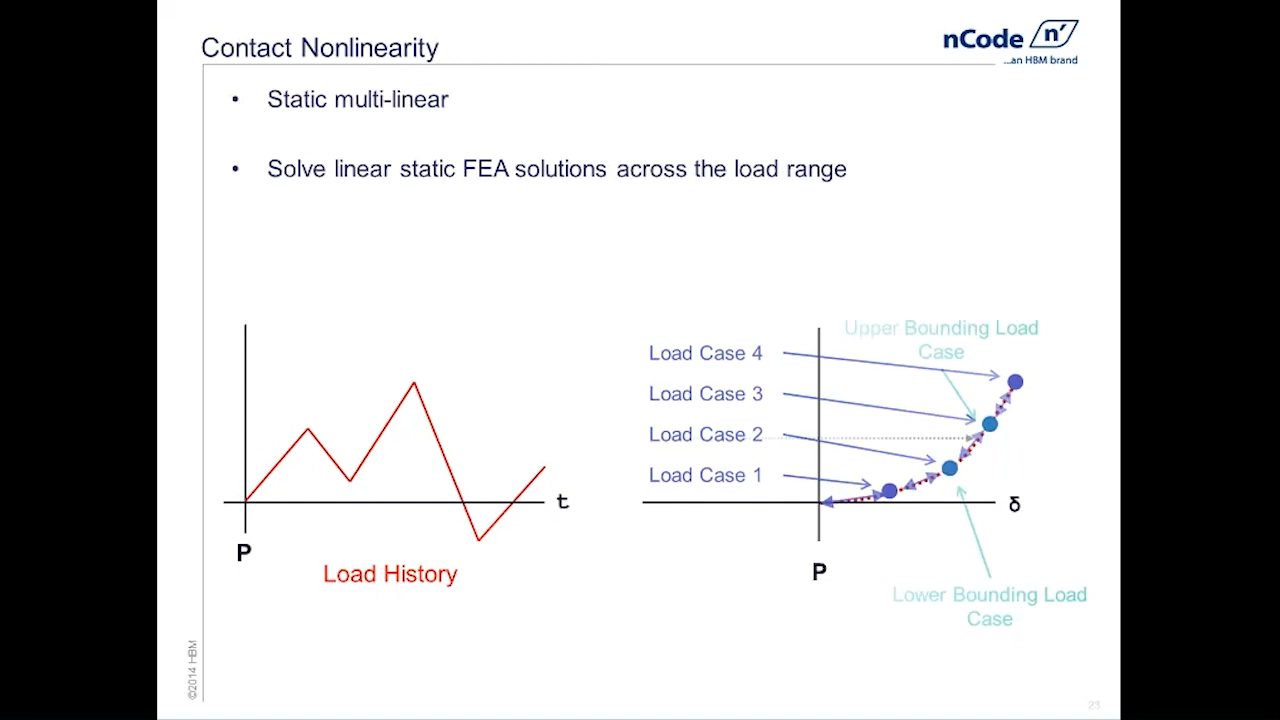 Contact Nonlinearity
nCode n'
...an HBM brand
• Static multi-linear
• Solve linear static FEA solutions across the load range
t
P
Load History
Load Case 4
Load Case 3
Load Case 2
Load Case 1
Upper Bounding Load
Case
δ
P
Lower Bounding Load
Case
©2014 HBM
23